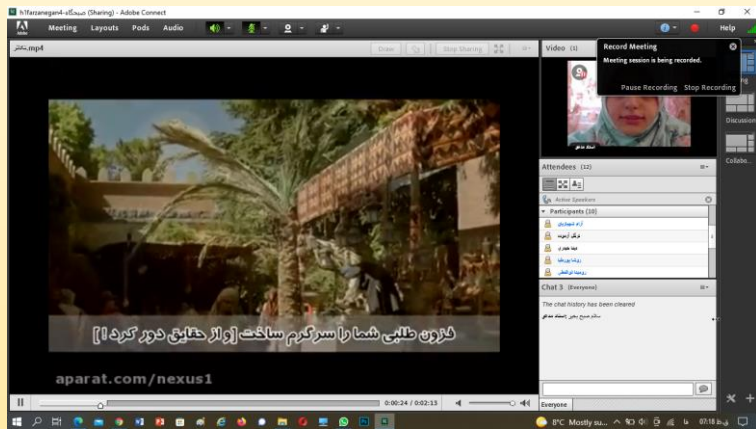 h1farzanegan4-صبحگاه (Sharing) - Adobe Connect
Meeting Layouts Pods Audio Help
Draw Stop Sharing
Video (1)
Record Meeting
Meeting session is being recorded.
Pause Recording Stop Recording
Discussion
Collabo...
Attendees (12)
Active Speakers
Participants (10)
Chat 3 (Everyone)
The chat history has been cleared
فزون طلبی شما را سرگرم ساخت [و از حقایق دور کرد !]
aparat.com/nexus1
0:00:24 / 0:02:13
Everyone
8°C Mostly su...
07:18